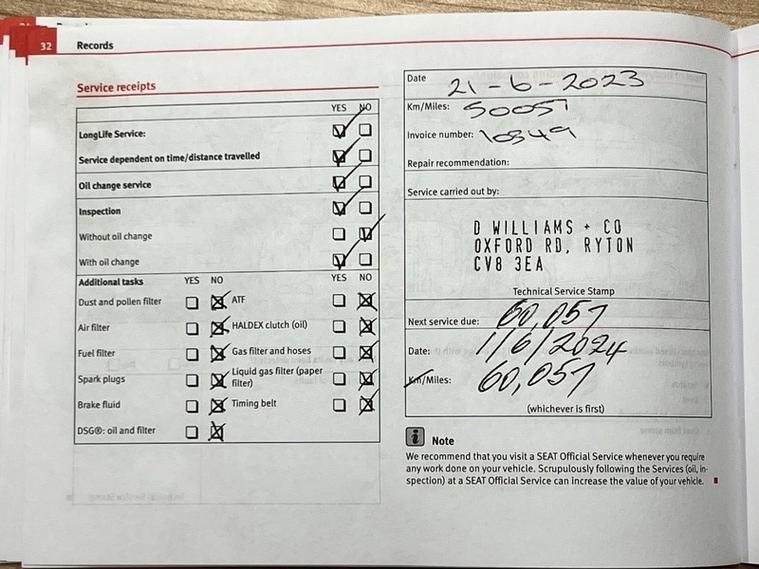 32 Records
Service receipts
YES NO
LongLife Service:
Service dependent on time/distance travelled
Oil change service
Inspection
Without oil change
With oil change
Additional tasks YES NO YES NO
Dust and pollen filter ATF
Air filter HALDEX clutch (oil)
Fuel filter Gas filter and hoses
Spark plugs Liquid gas filter (paper filter)
Brake fluid Timing belt
DSG®: oil and filter
Date 21-6-2023
Km/Miles: 50057
Invoice number: 10549
Repair recommendation:
Service carried out by:
D WILLIAMS + CO
OXFORD RD, RYTON
CV8 3EA
Technical Service Stamp
Next service due: 60,057
Date: 1/6/2024
Km/Miles: 60,057
(whichever is first)
i Note
We recommend that you visit a SEAT Official Service whenever you require
any work done on your vehicle. Scrupulously following the Services (oil, in-
spection) at a SEAT Official Service can increase the value of your vehicle.